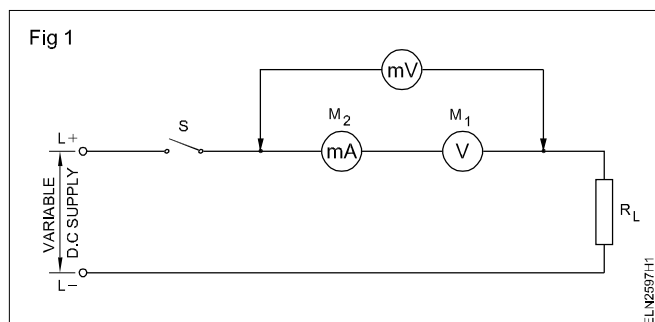 Fig 1
mV
M2
M1
L+
S
mA
V
VARIABLE
D.C SUPPLY
RL
L–
ELN2597H1